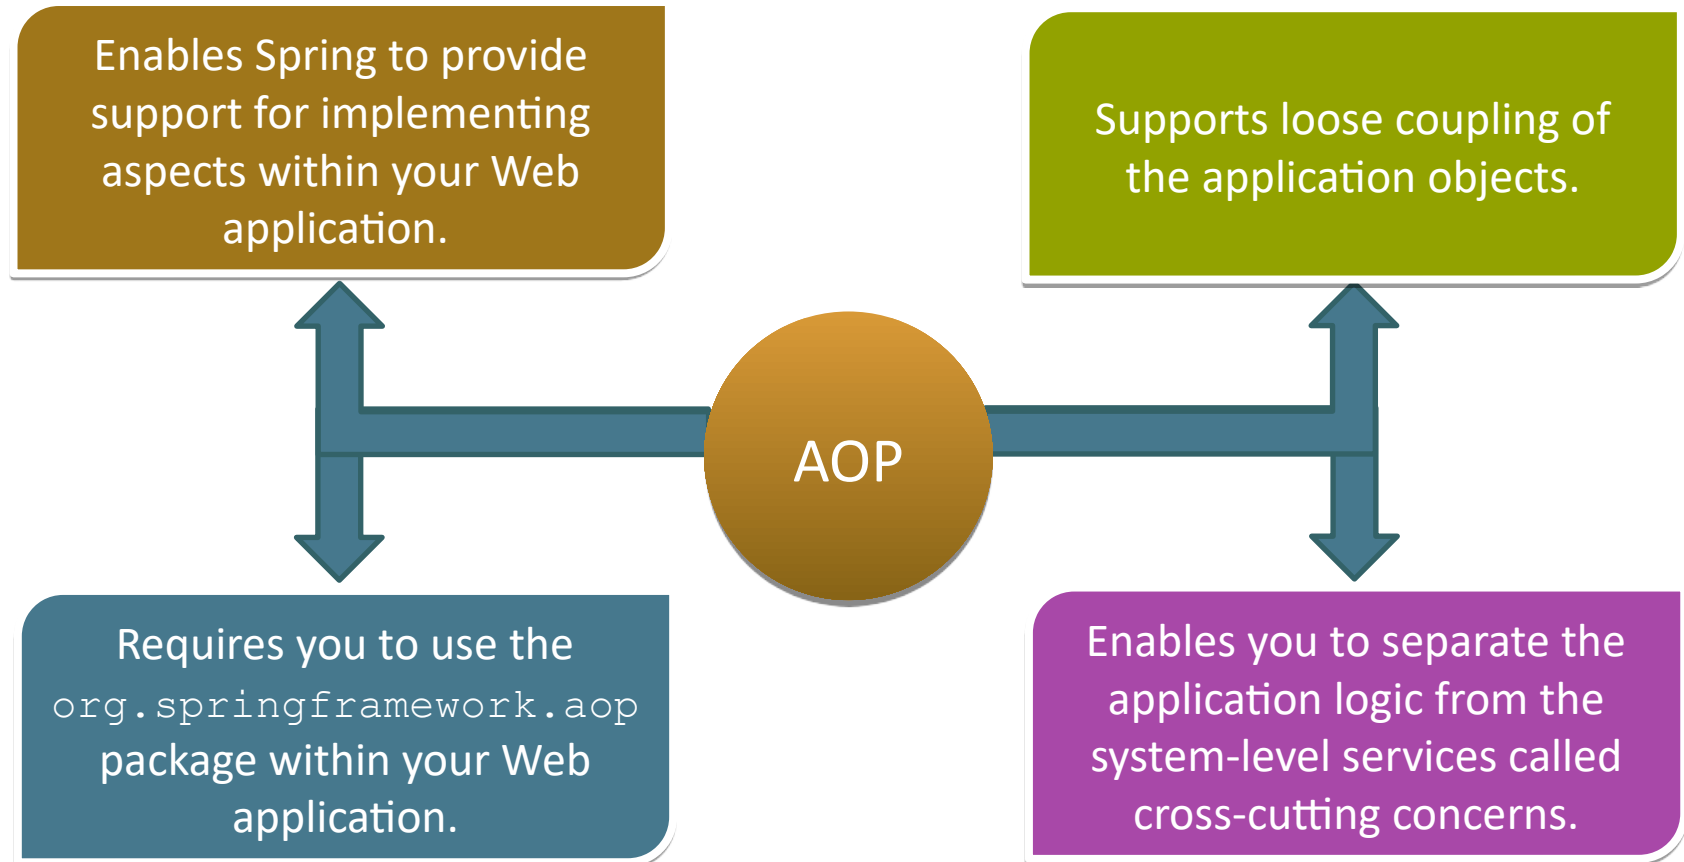 Enables Spring to provide
support for implementing
aspects within your Web
application.
Supports loose coupling of
the application objects.
AOP
Requires you to use the
org.springframework.aop
package within your Web
application.
Enables you to separate the
application logic from the
system-level services called
cross-cutting concerns.